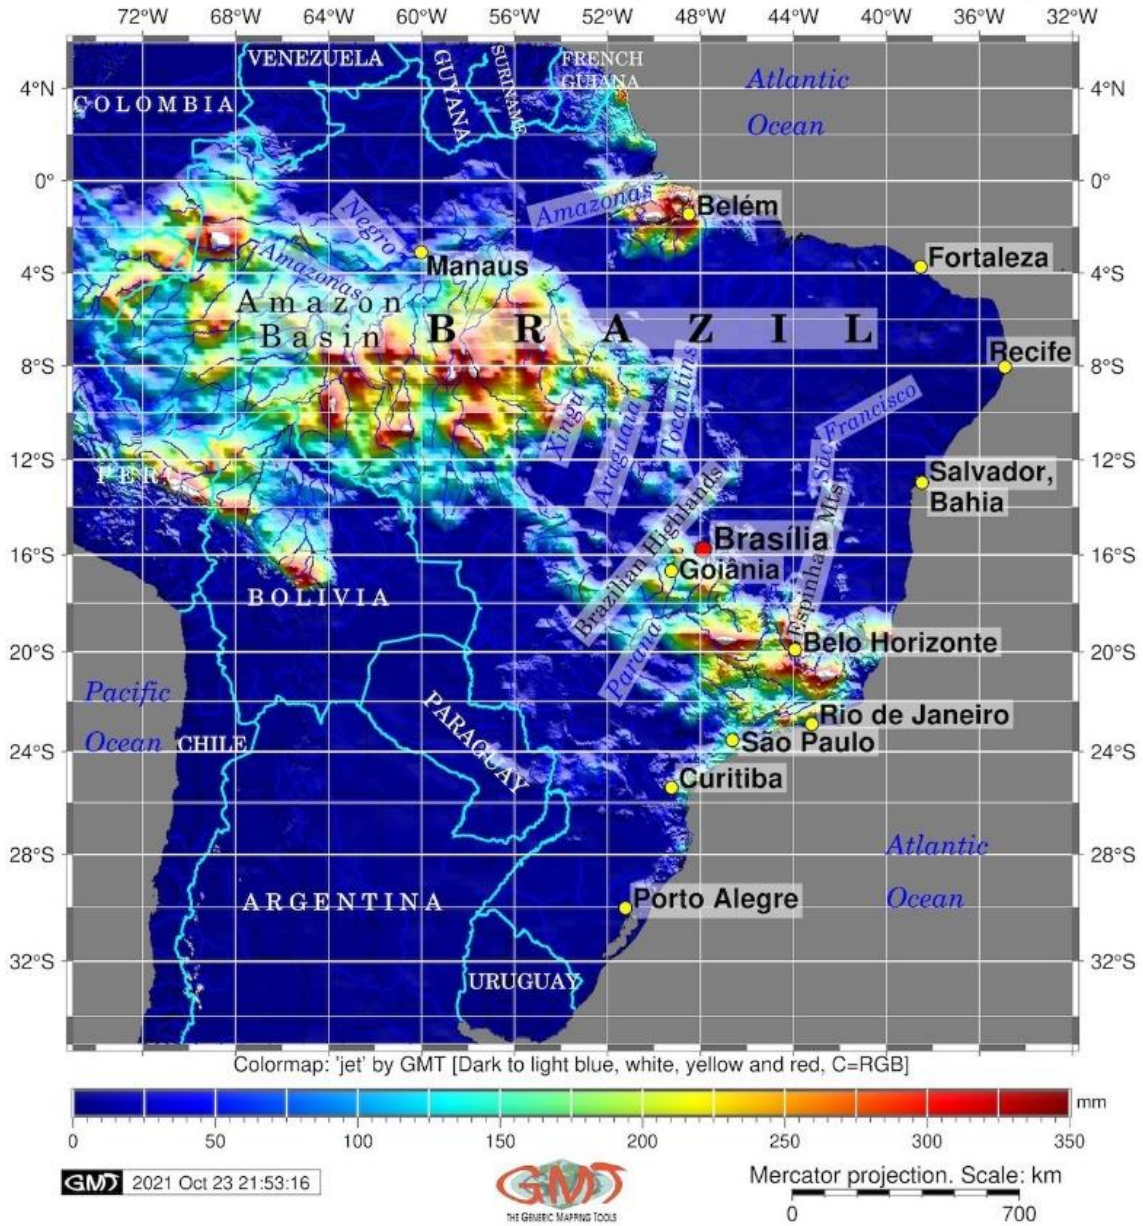 72°W 68°W 64°W 60°W 56°W 52°W 48°W 44°W 40°W 36°W 32°W
VENEZUELA
GUYANA
SURINAME
FRENCH
GUIANA
Atlantic
Ocean
4°N 4°N
COLOMBIA
0° 0°
Negro
Amazonas
Belém
Amazonas
Manaus
Fortaleza
4°S 4°S
Amazon
Basin
BRAZIL
Recife
8°S 8°S
Xingu
Araguaia
Tocantins
Sao Francisco
12°S 12°S
PERU
Salvador,
Bahia
Brazilian Highlands
Espinhaço Mts
Brasília
16°S 16°S
Goiânia
BOLIVIA
Paraná
Belo Horizonte
20°S 20°S
Pacific
Ocean
PARAGUAY
Rio de Janeiro
São Paulo
24°S 24°S
CHILE
Curitiba
28°S 28°S
Atlantic
Ocean
ARGENTINA
Porto Alegre
32°S 32°S
URUGUAY
Colormap: 'jet' by GMT [Dark to light blue, white, yellow and red, C=RGB]
mm
0 50 100 150 200 250 300 350
GMT 2021 Oct 23 21:53:16
GMT
THE GENERIC MAPPING TOOLS
Mercator projection. Scale: km
0 700